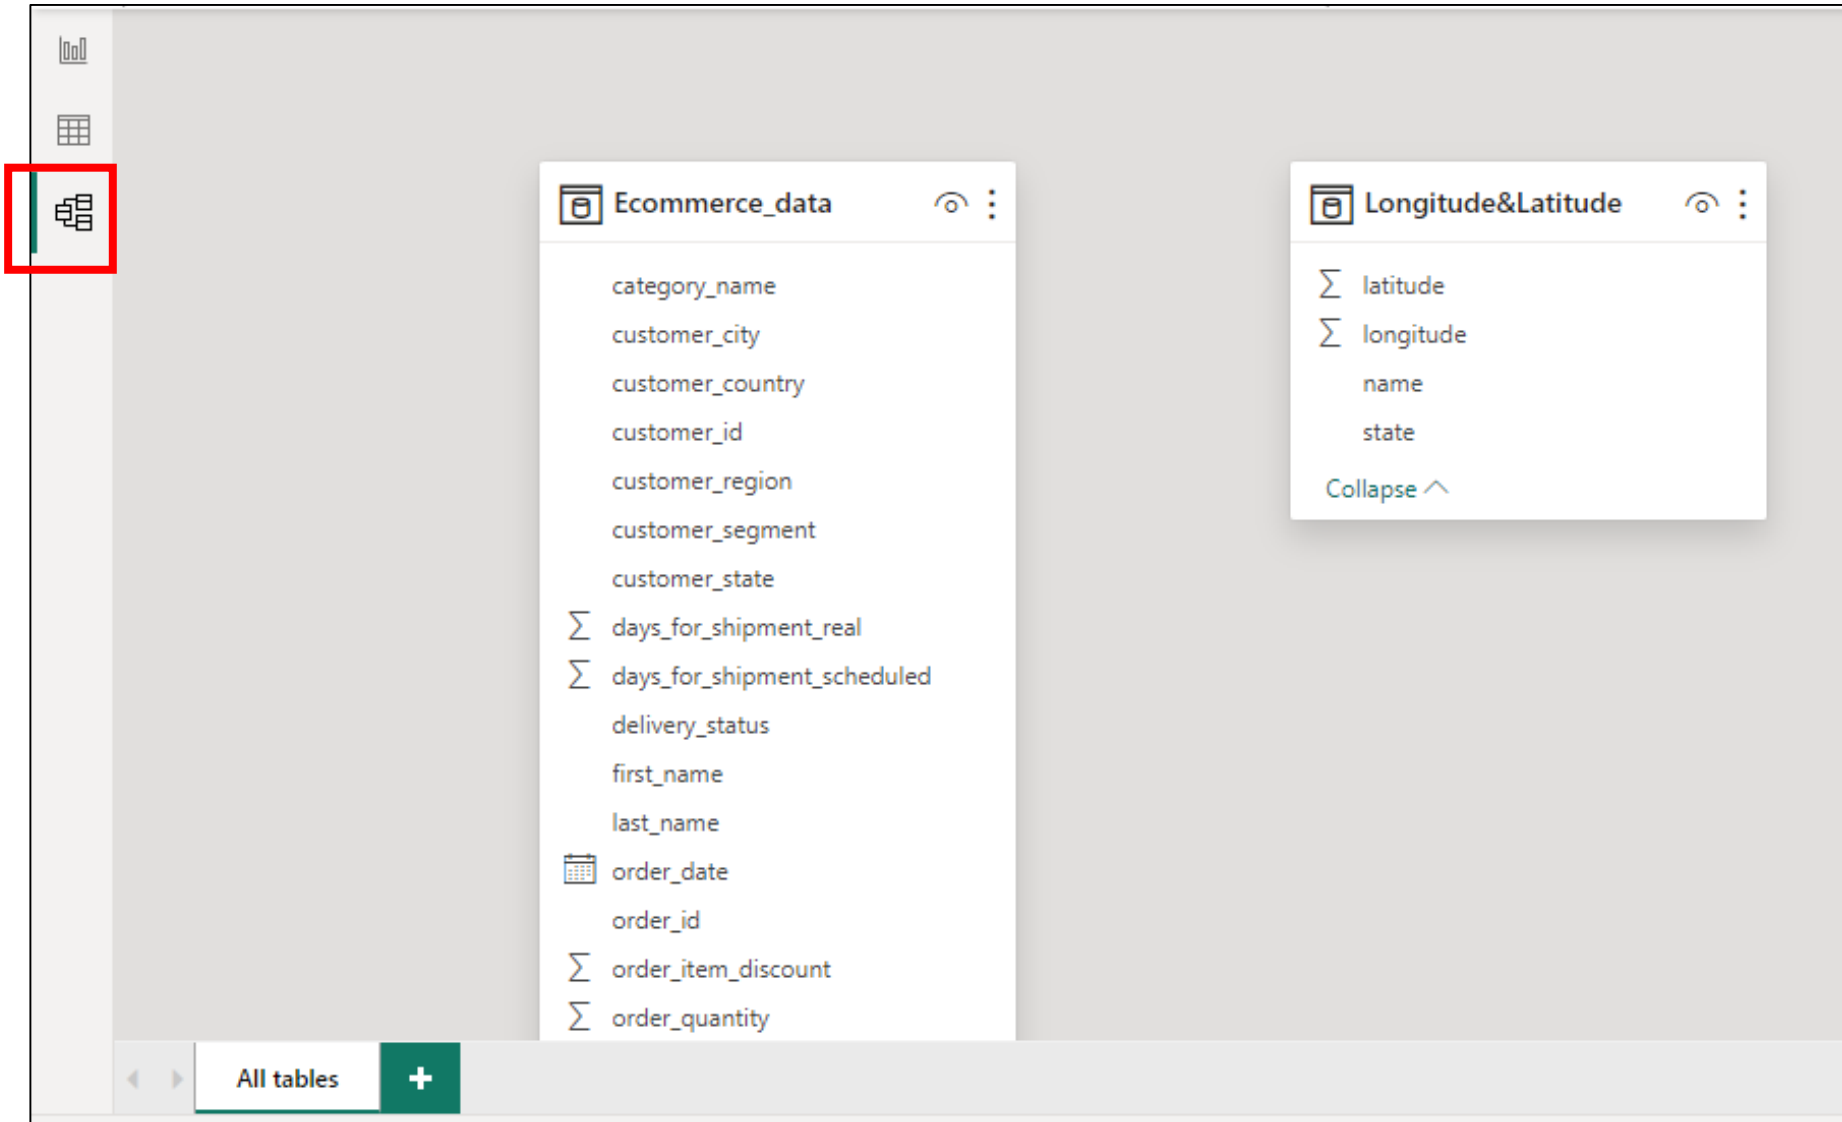 Ecommerce_data
category_name
customer_city
customer_country
customer_id
customer_region
customer_segment
customer_state
days_for_shipment_real
days_for_shipment_scheduled
delivery_status
first_name
last_name
order_date
order_id
order_item_discount
order_quantity
Longitude&Latitude
latitude
longitude
name
state
Collapse
All tables